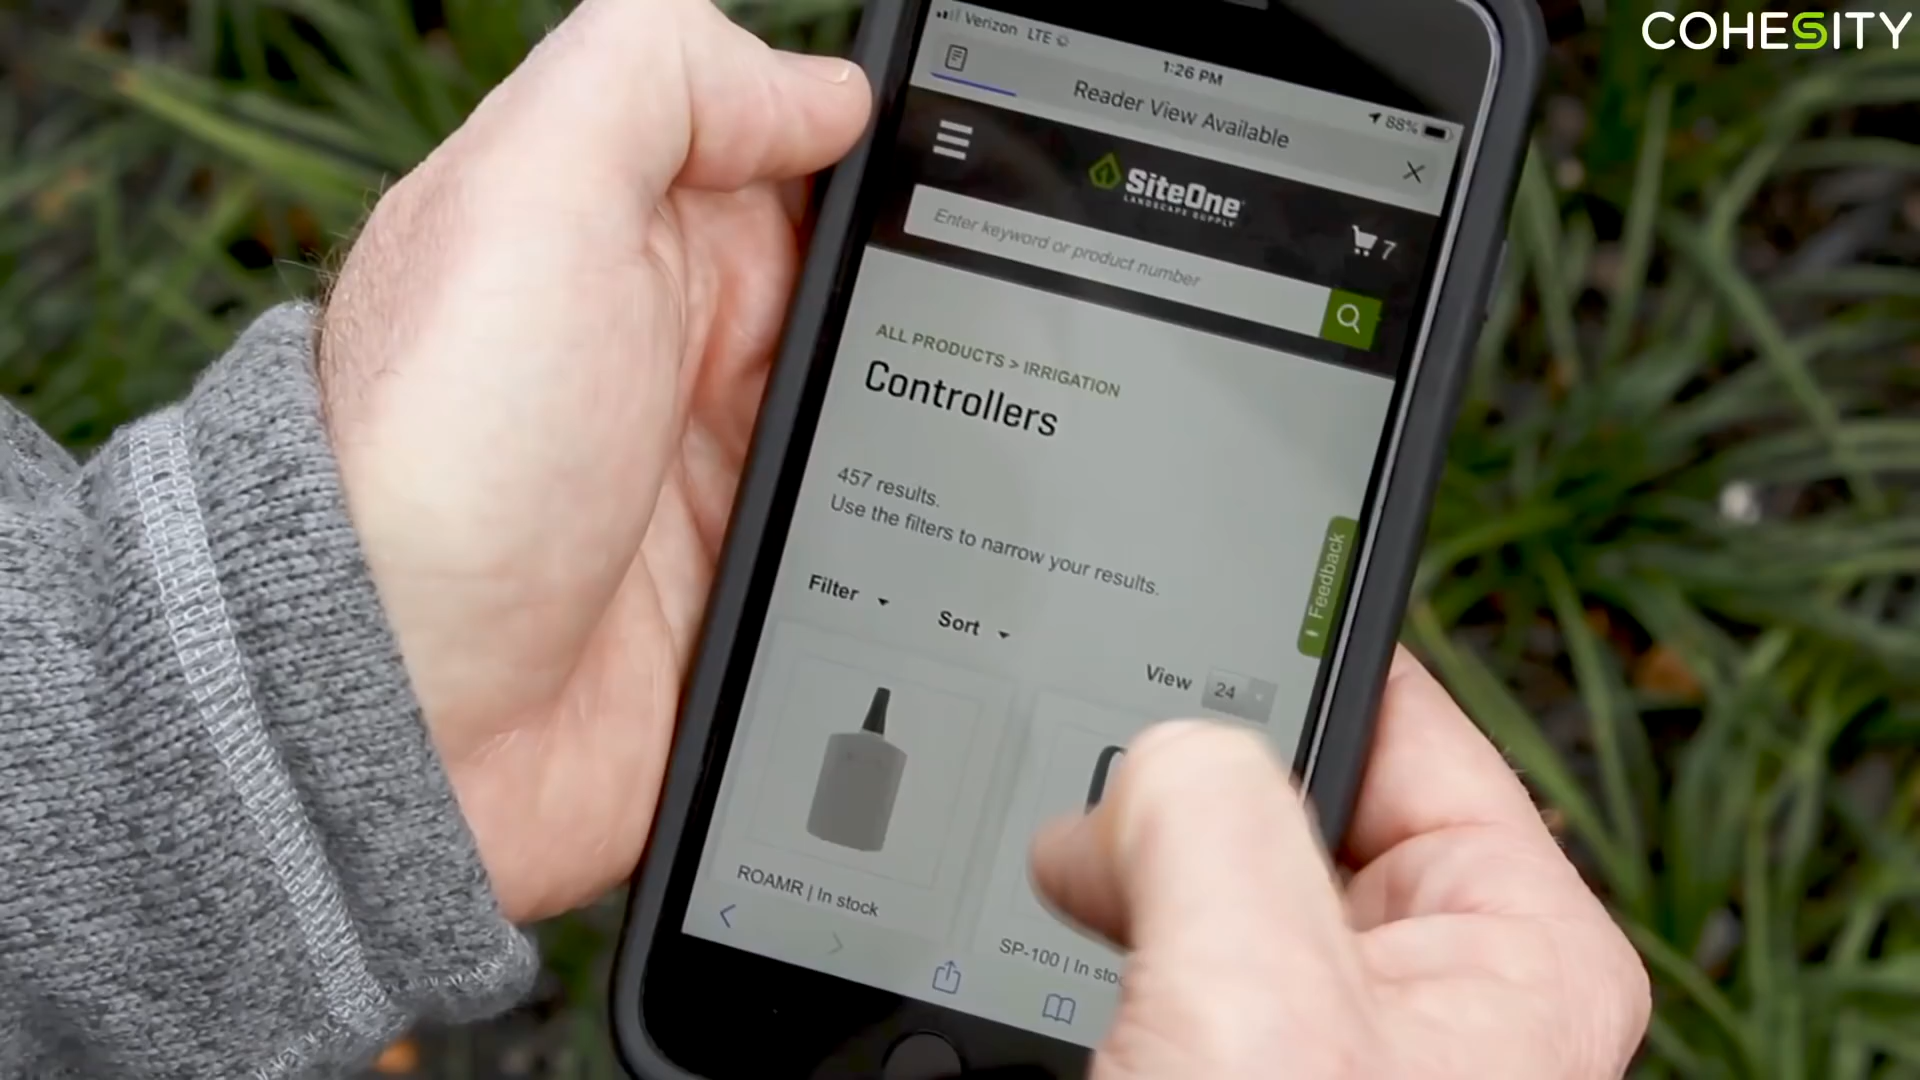 COHESITY
Verizon LTE
1:26 PM
88%
Reader View Available
SiteOne
LANDSCAPE SUPPLY
7
Enter keyword or product number
ALL PRODUCTS > IRRIGATION
Controllers
457 results.
Use the filters to narrow your results.
Feedback
Filter
Sort
View 24
ROAMR | In stock
SP-100 | In sto